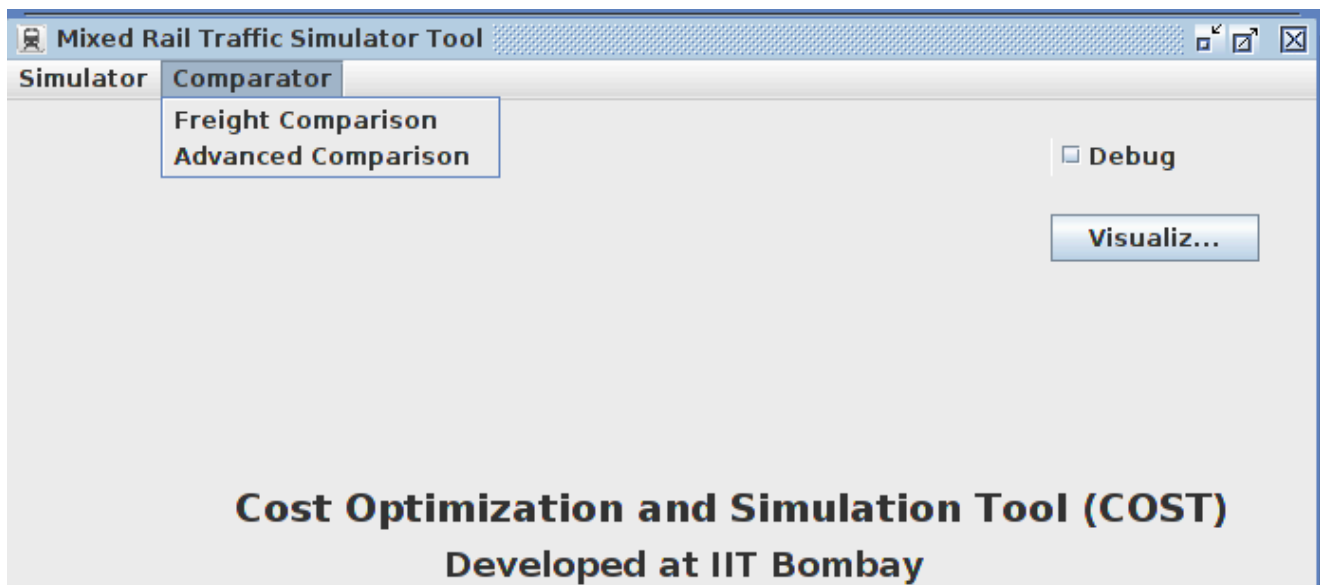 Mixed Rail Traffic Simulator Tool
Simulator Comparator
Freight Comparison
Advanced Comparison
Debug
Visualiz...
Cost Optimization and Simulation Tool (COST)
Developed at IIT Bombay